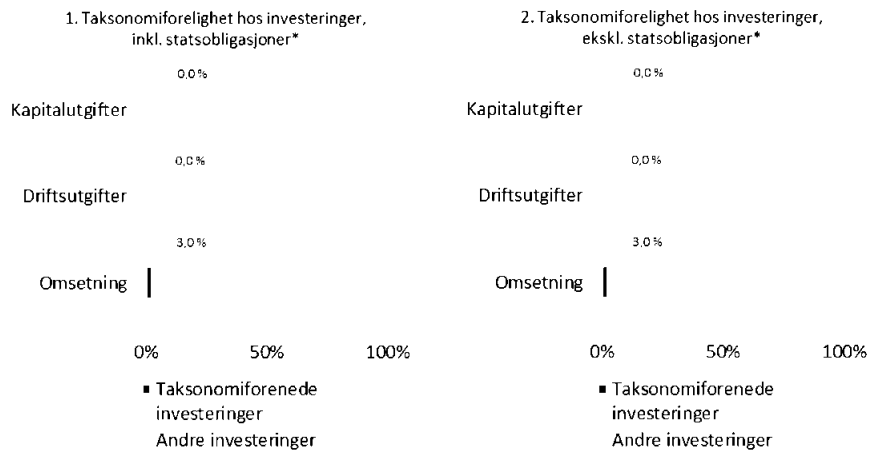 1. Taksonomiforelighet hos investeringer,
inkl. statsobligasjoner*
0,0%
Kapitalutgifter
0,0%
Driftsutgifter
3,0%
Omsetning
0% 50% 100%
Taksonomiforenede
investeringer
Andre investeringer
2. Taksonomiforelighet hos investeringer,
ekskl. statsobligasjoner*
0,0%
Kapitalutgifter
0,0%
Driftsutgifter
3,0%
Omsetning
0% 50% 100%
Taksonomiforenede
investeringer
Andre investeringer